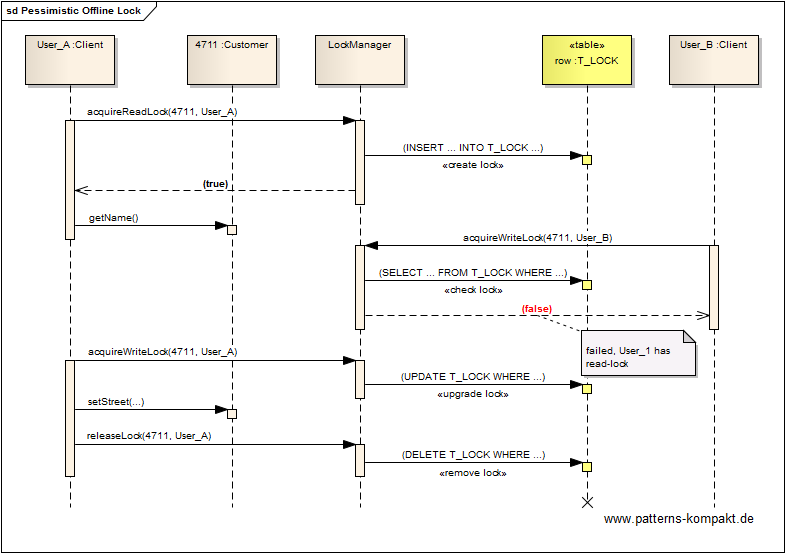 sd Pessimistic Offline Lock
User_A :Client
4711 :Customer
LockManager
«table»
row :T_LOCK
User_B :Client
acquireReadLock(4711, User_A)
(INSERT ... INTO T_LOCK ...)
«create lock»
(true)
getName()
acquireWriteLock(4711, User_B)
(SELECT ... FROM T_LOCK WHERE ...)
«check lock»
(false)
failed, User_1 has
read-lock
acquireWriteLock(4711, User_A)
(UPDATE T_LOCK WHERE ...)
«upgrade lock»
setStreet(...)
releaseLock(4711, User_A)
(DELETE T_LOCK WHERE ...)
«remove lock»
www.patterns-kompakt.de